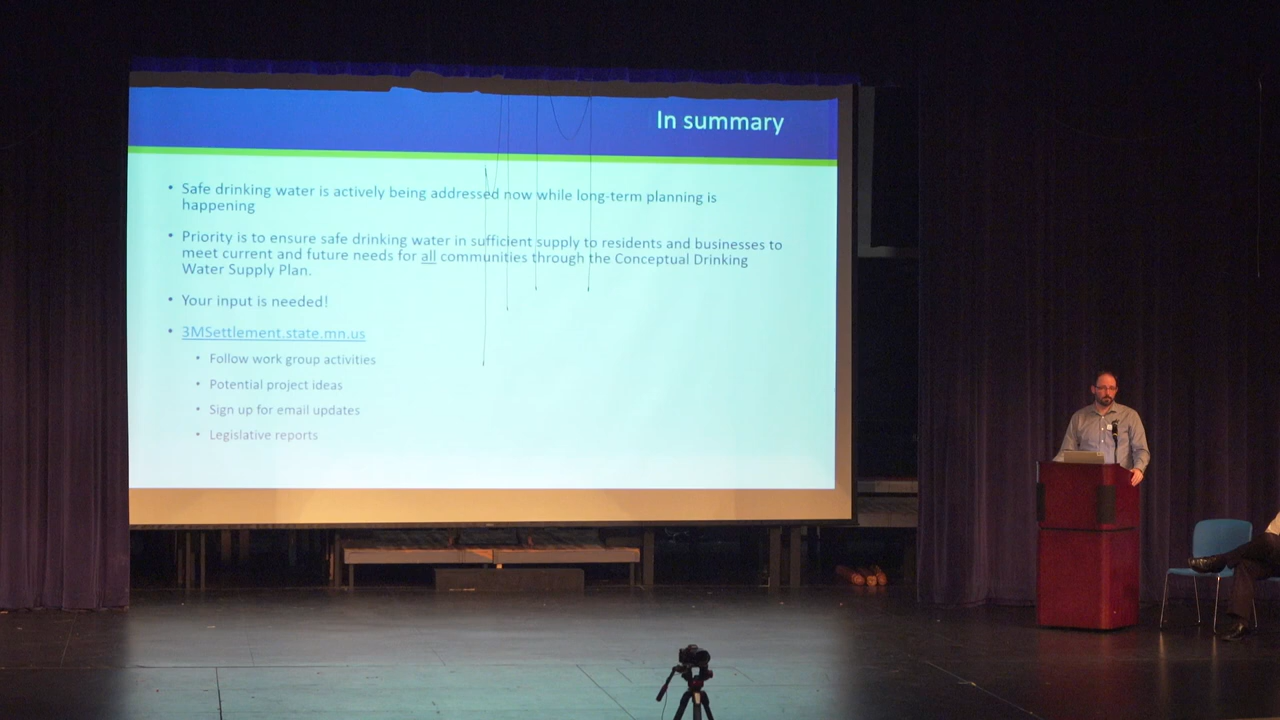 In summary
• Safe drinking water is actively being addressed now while long-term planning is
happening
• Priority is to ensure safe drinking water in sufficient supply to residents and businesses to
meet current and future needs for all communities through the Conceptual Drinking
Water Supply Plan.
• Your input is needed!
• 3MSettlement.state.mn.us
• Follow work group activities
• Potential project ideas
• Sign up for email updates
• Legislative reports